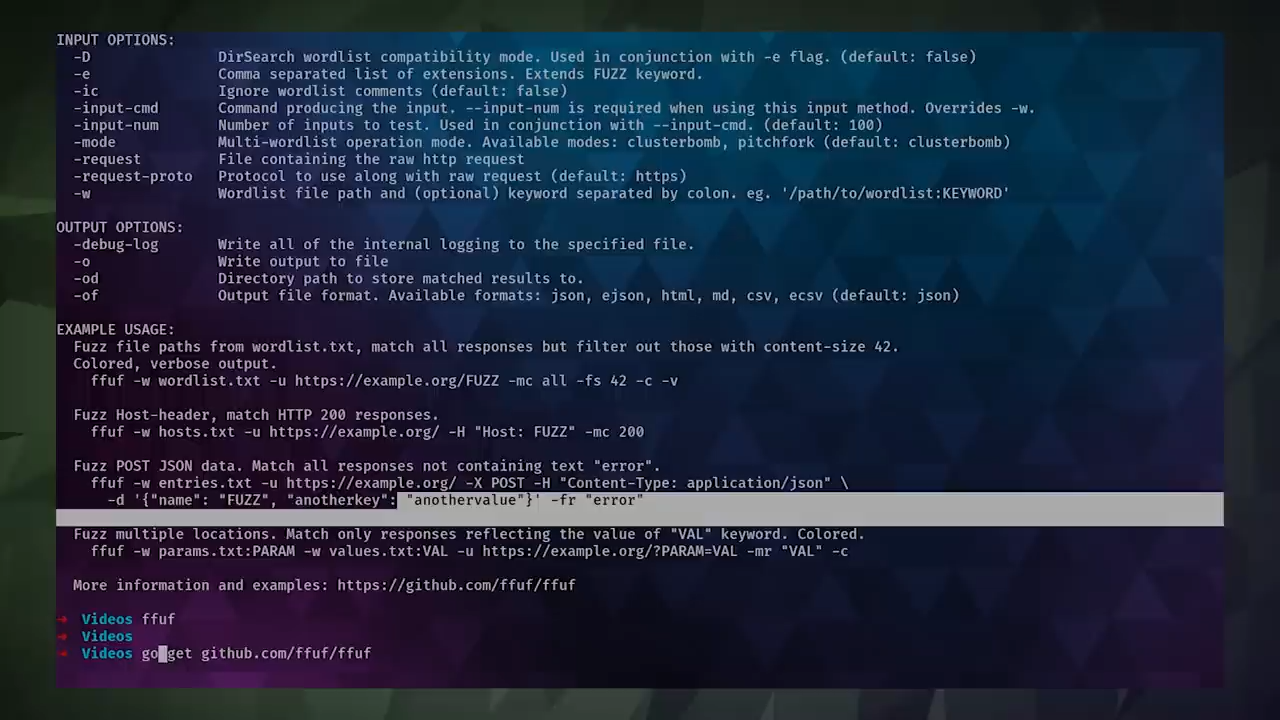 INPUT OPTIONS:
-D DirSearch wordlist compatibility mode. Used in conjunction with -e flag. (default: false)
-e Comma separated list of extensions. Extends FUZZ keyword.
-ic Ignore wordlist comments (default: false)
-input-cmd Command producing the input. --input-num is required when using this input method. Overrides -w.
-input-num Number of inputs to test. Used in conjunction with --input-cmd. (default: 100)
-mode Multi-wordlist operation mode. Available modes: clusterbomb, pitchfork (default: clusterbomb)
-request File containing the raw http request
-request-proto Protocol to use along with raw request (default: https)
-w Wordlist file path and (optional) keyword separated by colon. eg. '/path/to/wordlist:KEYWORD'
OUTPUT OPTIONS:
-debug-log Write all of the internal logging to the specified file.
-o Write output to file
-od Directory path to store matched results to.
-of Output file format. Available formats: json, ejson, html, md, csv, ecsv (default: json)
EXAMPLE USAGE:
Fuzz file paths from wordlist.txt, match all responses but filter out those with content-size 42.
Colored, verbose output.
ffuf -w wordlist.txt -u https://example.org/FUZZ -mc all -fs 42 -c -v
Fuzz Host-header, match HTTP 200 responses.
ffuf -w hosts.txt -u https://example.org/ -H "Host: FUZZ" -mc 200
Fuzz POST JSON data. Match all responses not containing text "error".
ffuf -w entries.txt -u https://example.org/ -X POST -H "Content-Type: application/json" \
-d '{"name": "FUZZ", "anotherkey": "anothervalue"}' -fr "error"
Fuzz multiple locations. Match only responses reflecting the value of "VAL" keyword. Colored.
ffuf -w params.txt:PARAM -w values.txt:VAL -u https://example.org/?PARAM=VAL -mr "VAL" -c
More information and examples: https://github.com/ffuf/ffuf
➜ Videos ffuf
➜ Videos
➜ Videos go get github.com/ffuf/ffuf